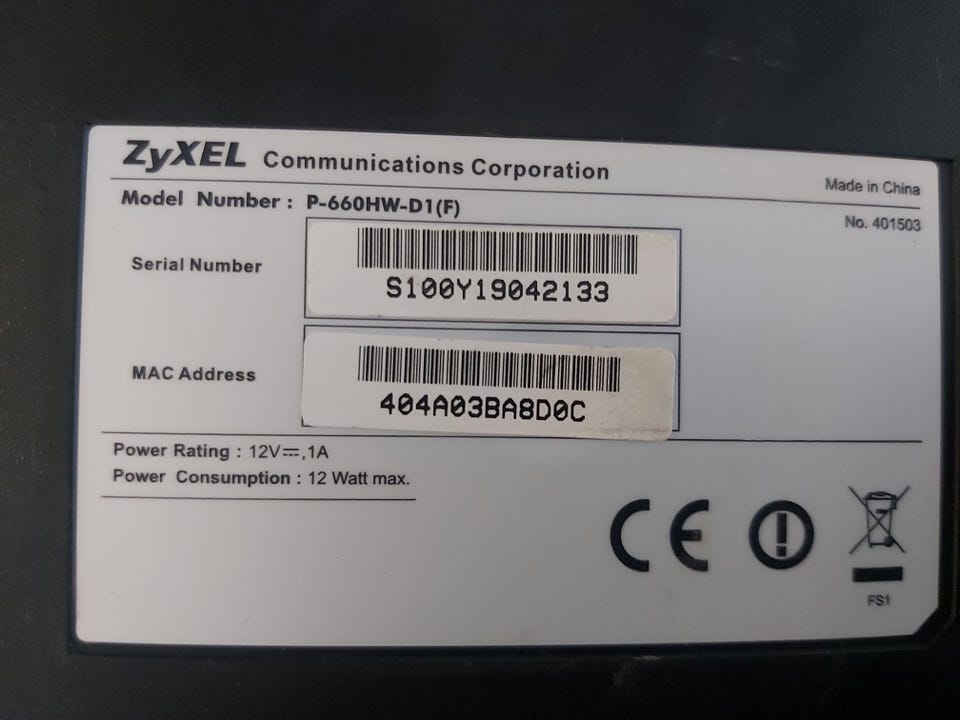 ZyXEL Communications Corporation
Made in China
Model Number : P-660HW-D1(F)
No. 401503
Serial Number
S100Y19042133
MAC Address
404A03BA8D0C
Power Rating : 12V⎓,1A
Power Consumption : 12 Watt max.
CE
FS1